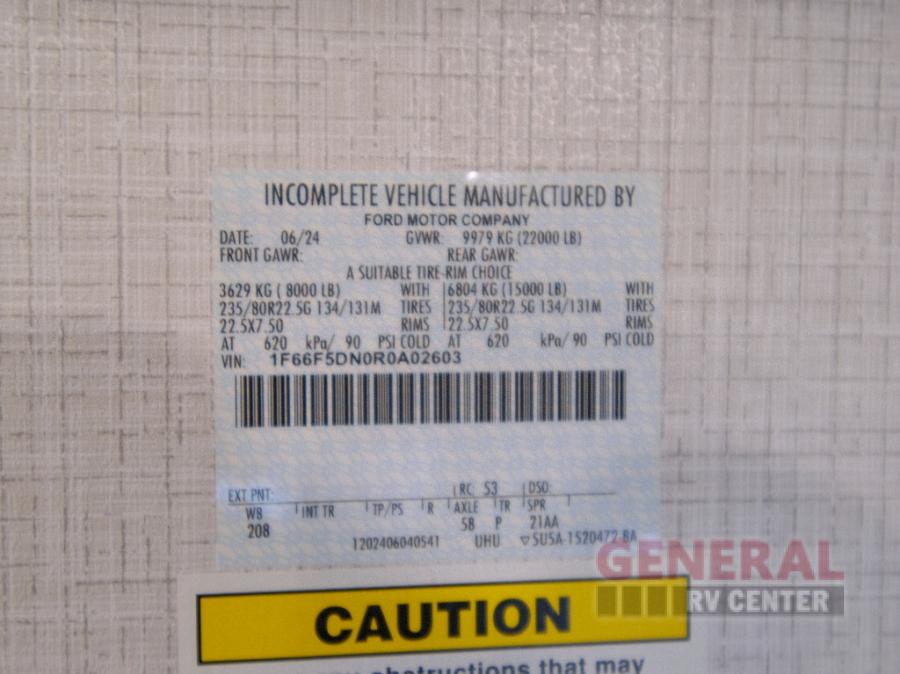 INCOMPLETE VEHICLE MANUFACTURED BY
FORD MOTOR COMPANY
DATE: 06/24 GVWR: 9979 KG (22000 LB)
FRONT GAWR: REAR GAWR:
A SUITABLE TIRE-RIM CHOICE
3629 KG ( 8000 LB) WITH 6804 KG (15000 LB) WITH
235/80R22.5G 134/131M TIRES 235/80R22.5G 134/131M TIRES
22.5X7.50 RIMS 22.5X7.50 RIMS
AT 620 kPa/ 90 PSI COLD AT 620 kPa/ 90 PSI COLD
VIN: 1F66F5DN0R0A02603
EXT PNT: RC: 53 DSO:
WB INT TR TP/PS R AXLE TR SPR
208 58 P 21AA
1202406040541 UHU ▽5U5A-1520472-BA
GENERAL
RV CENTER
CAUTION
obstructions that may